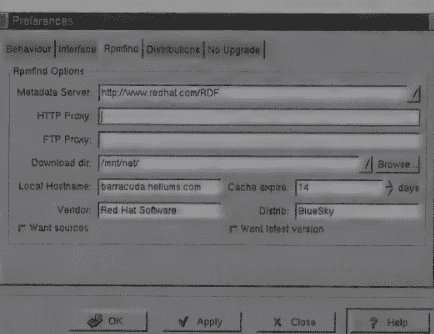 Preferences
Behaviour Interface Rpmfind Distributions No Upgrade
Rpmfind Options
Metadata Server: http://www.redhat.com/RDF
HTTP Proxy:
FTP Proxy:
Download dir: /mnt/net/ Browse...
Local Hostname: barracuda.hellums.com Cache expire: 14 days
Vendor: Red Hat Software Distrib: BlueSky
Want sources Want latest version
OK Apply Close Help